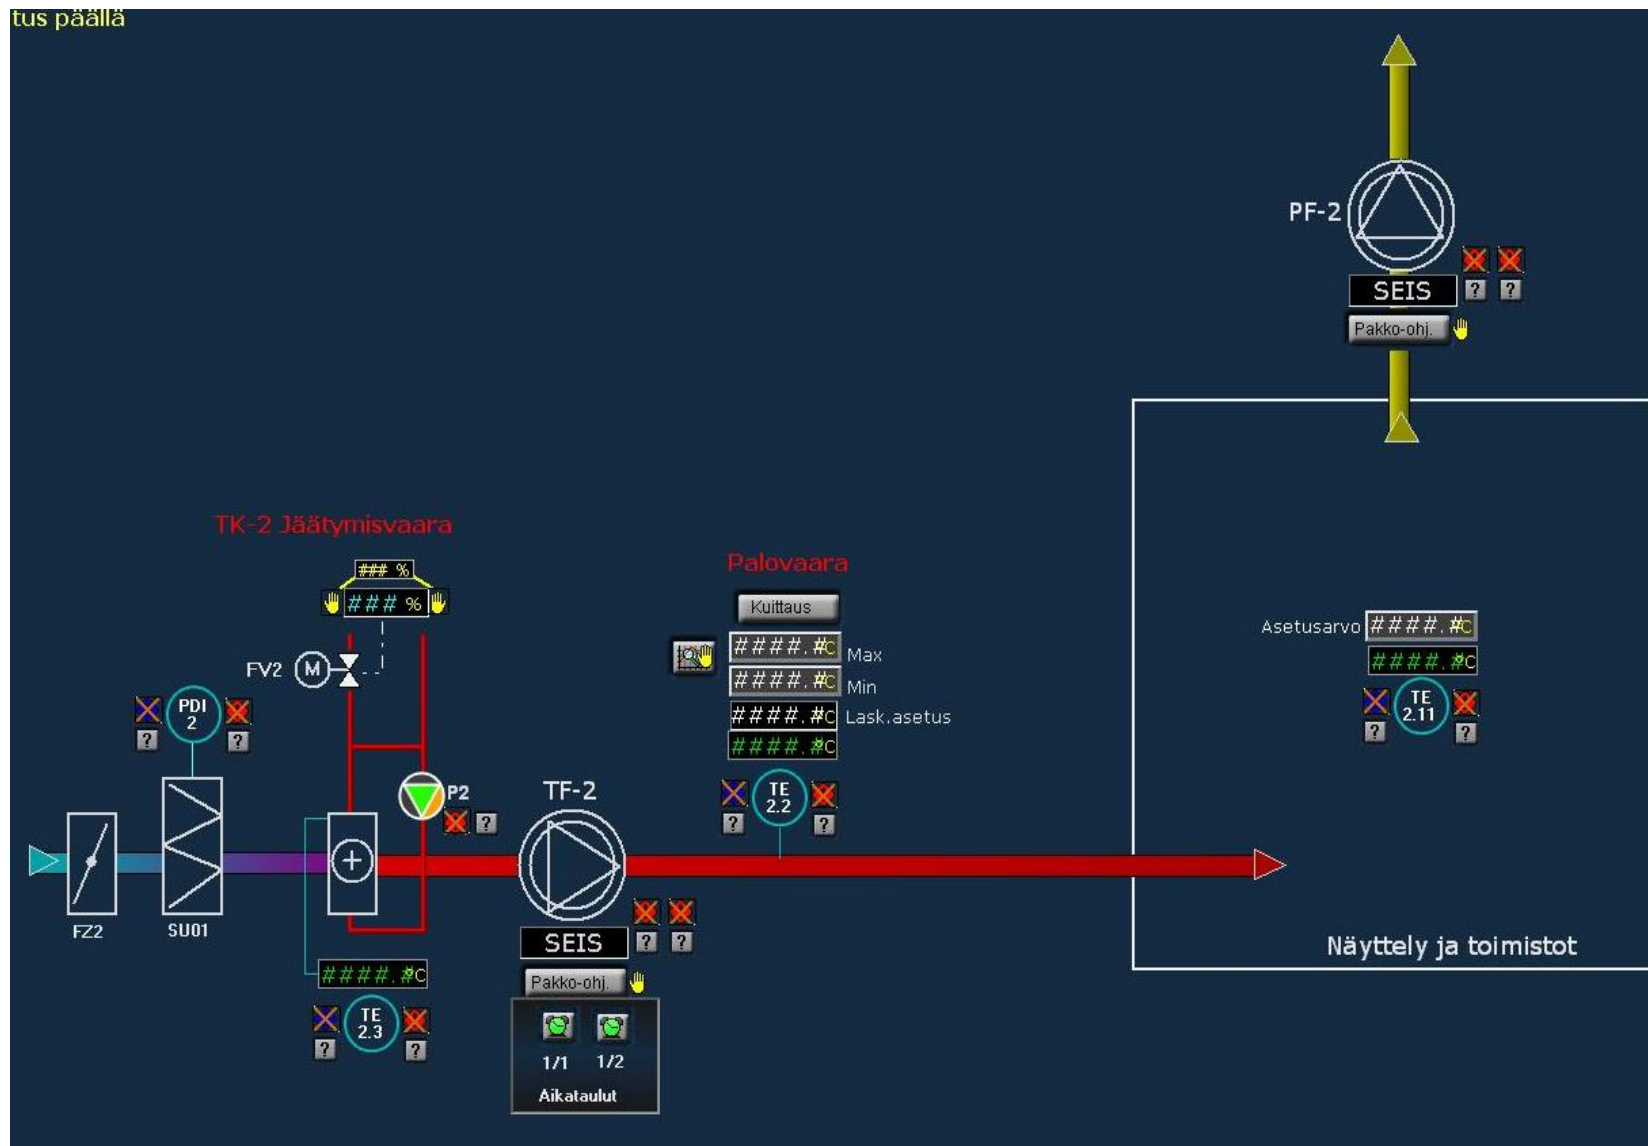 tus päällä
PF-2
SEIS
? ?
Pakko-ohj.
TK-2 Jäätymisvaara
### %
### %
FV2
M
Palovaara
Kuittaus
####.#C
Max
####.#C
Min
####.#C
Lask.asetus
####.#°C
TE
2.2
? ?
Asetusarvo
####.#C
####.#°C
TE
2.11
? ?
PDI
2
? ?
P2
?
TF-2
+
FZ2
SU01
SEIS
? ?
Pakko-ohj.
####.#°C
TE
2.3
? ?
1/1
1/2
Aikataulut
Näyttely ja toimistot